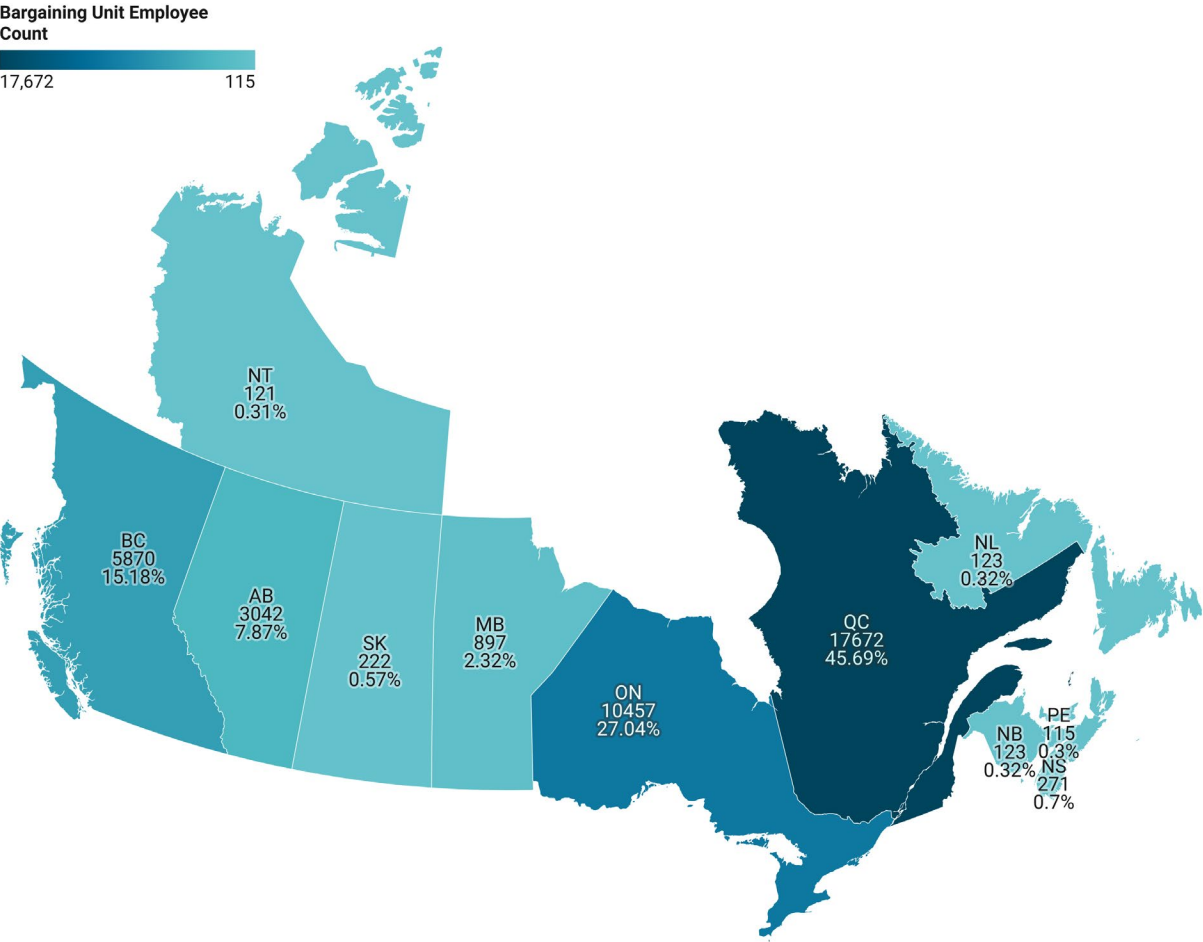 Bargaining Unit Employee
Count
17,672 115
NT
121
0.31%
BC
5870
15.18%
AB
3042
7.87%
SK
222
0.57%
MB
897
2.32%
ON
10457
27.04%
QC
17672
45.69%
NL
123
0.32%
NB
123
0.32%
PE
115
0.3%
NS
271
0.7%